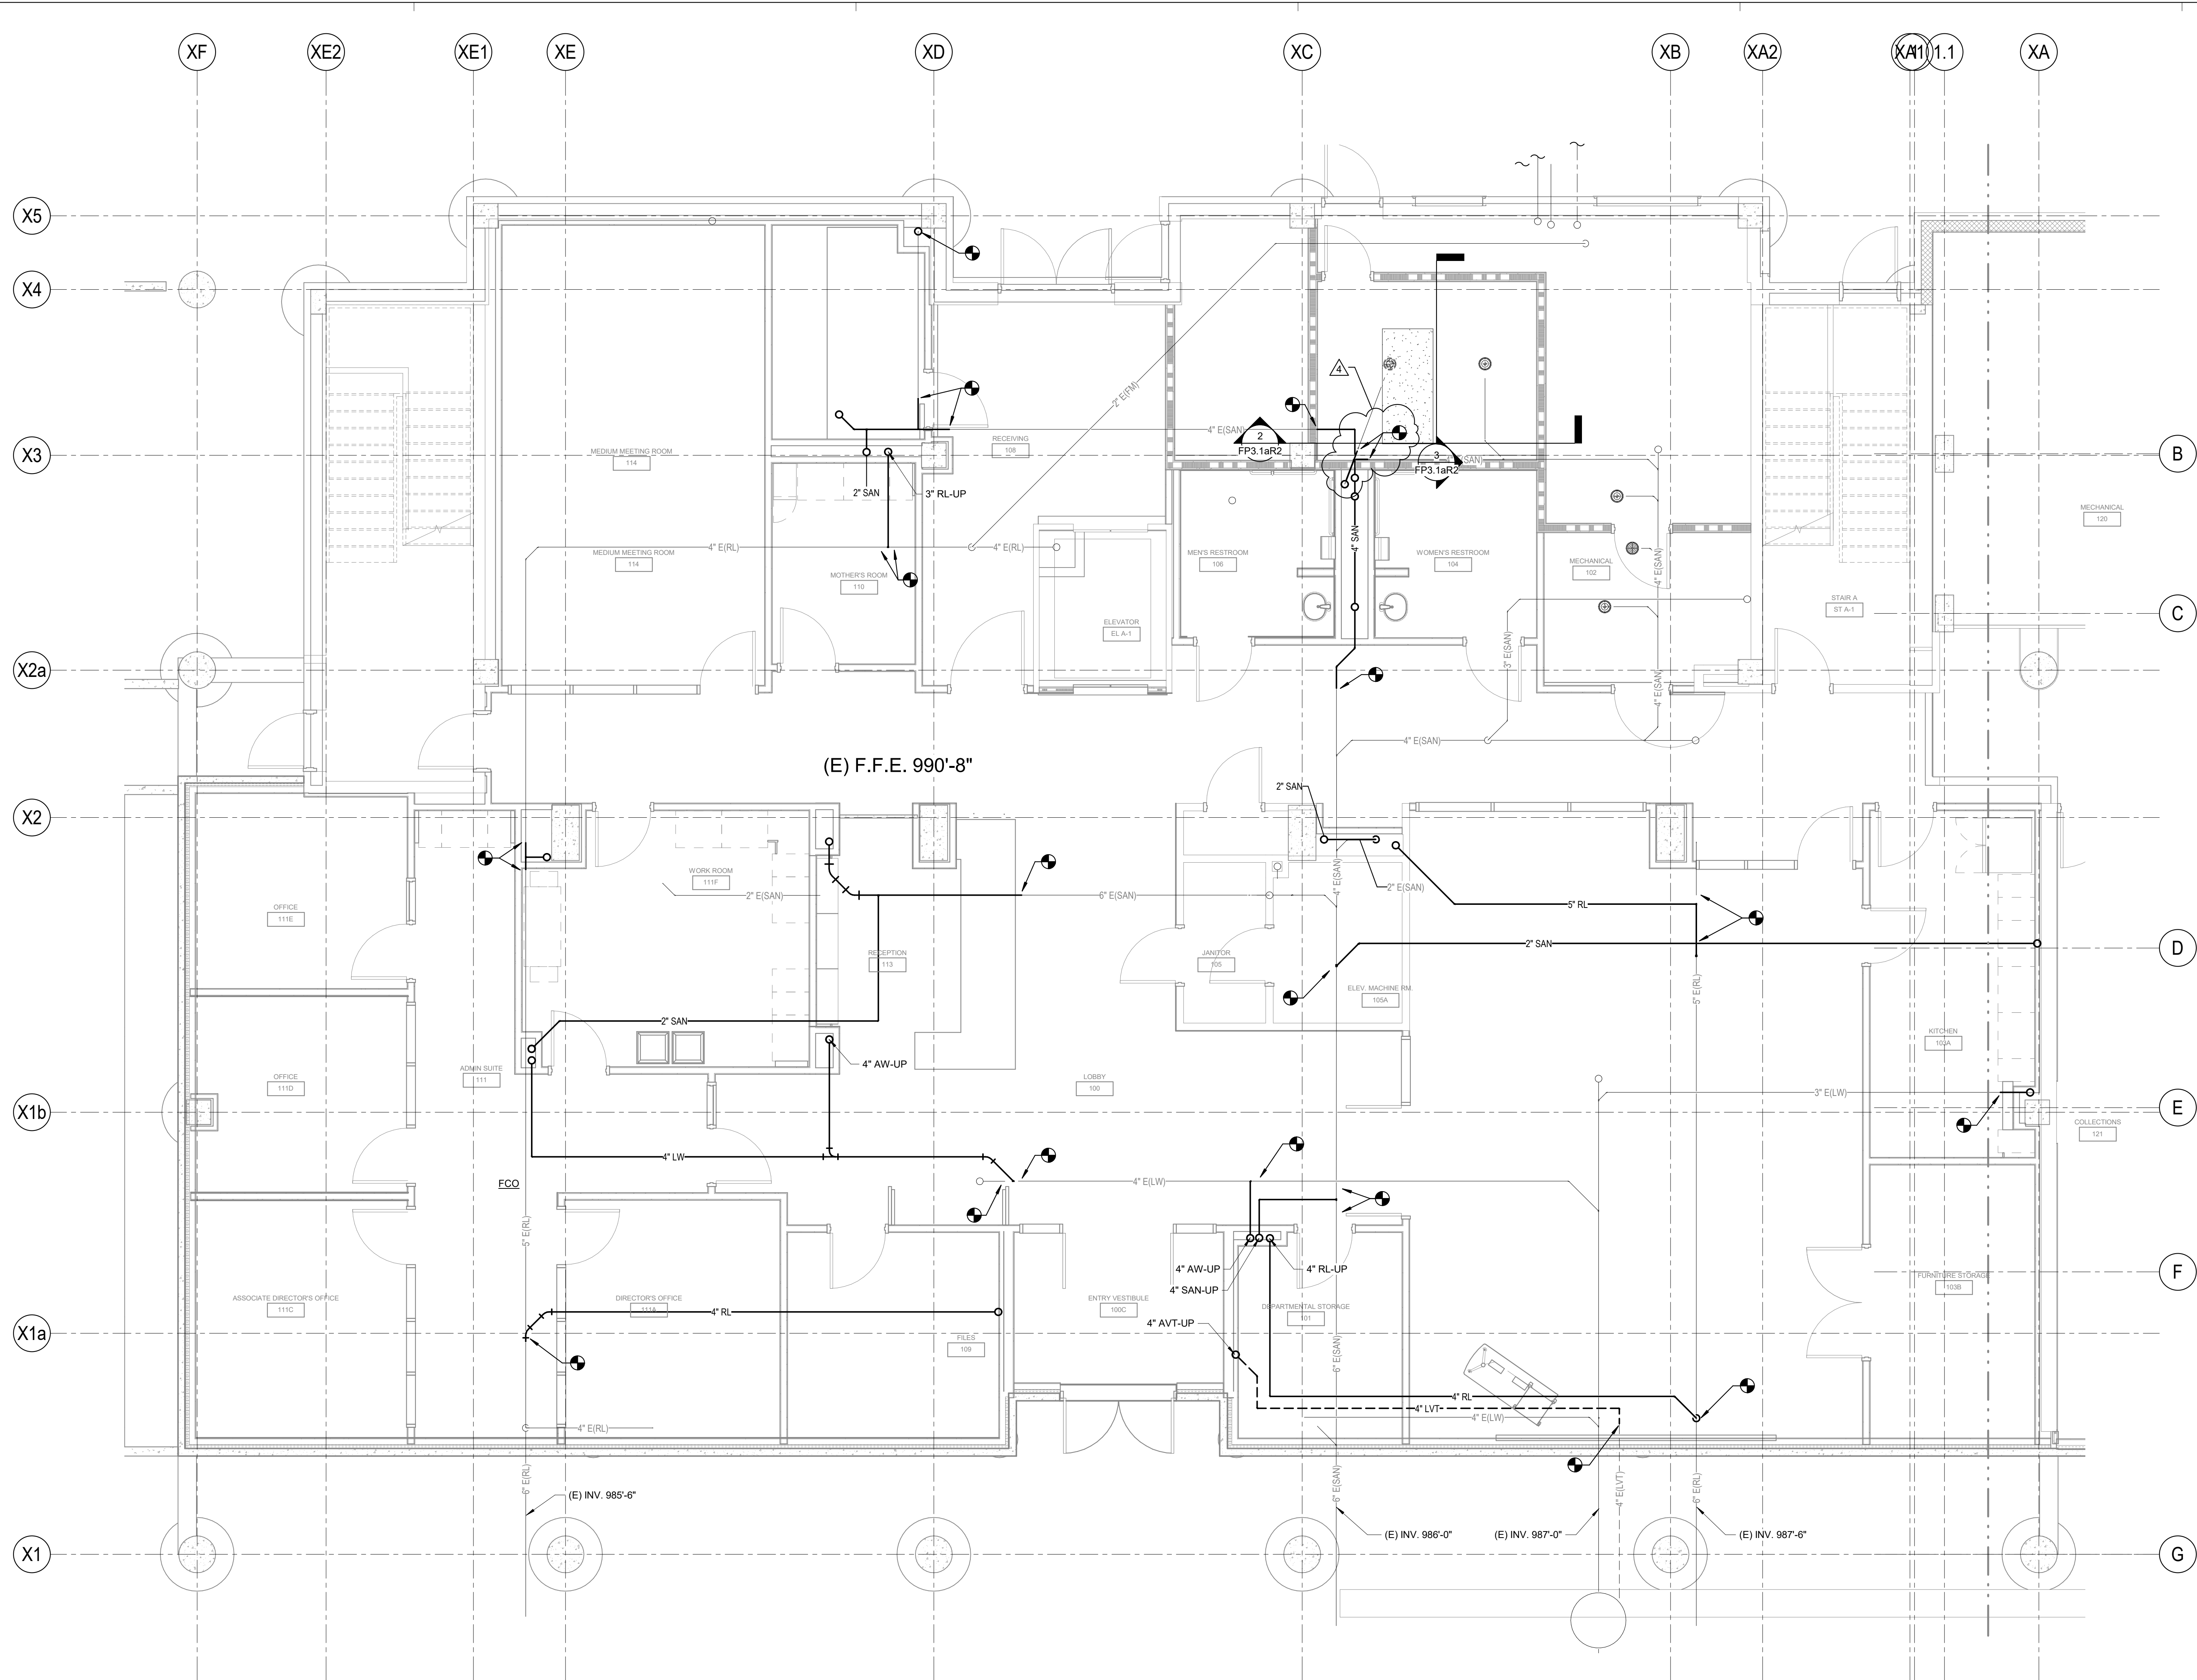 XF
XE2
XE1
XE
XD
XC
XB
XA2
1.1
XA
X5
X4
4
2" E(FM)
4" E(SAN)
2
FP3.1aR2
3
FP3.1aR2
RECEIVING
108
X3
B
MEDIUM MEETING ROOM
114
2" SAN
3" RL-UP
MECHANICAL
120
4" SAN
4" E(RL)
4" E(RL)
MEDIUM MEETING ROOM
114
MEN'S RESTROOM
106
WOMEN'S RESTROOM
104
MECHANICAL
102
4" E(SAN)
MOTHER'S ROOM
110
STAIR A
ST A-1
ELEVATOR
EL A-1
C
3" E(SAN)
X2a
4" E(SAN)
4" E(SAN)
(E) F.F.E. 990'-8"
2" SAN
X2
WORK ROOM
111F
4" E(SAN)
2" E(SAN)
2" E(SAN)
6" E(SAN)
OFFICE
111E
5" RL
2" SAN
D
RECEPTION
113
JANITOR
105
ELEV. MACHINE RM.
105A
5" E(RL)
2" SAN
KITCHEN
103A
4" AW-UP
ADMIN SUITE
111
OFFICE
111D
LOBBY
100
3" E(LW)
X1b
E
COLLECTIONS
121
4" LW
FCO
4" E(LW)
5" E(RL)
4" AW-UP
4" RL-UP
4" SAN-UP
F
FURNITURE STORAGE
103B
ASSOCIATE DIRECTOR'S OFFICE
111C
DIRECTOR'S OFFICE
111A
4" RL
ENTRY VESTIBULE
100C
DEPARTMENTAL STORAGE
101
4" AVT-UP
X1a
FILES
109
6" E(SAN)
4" RL
4" LVT
4" E(LW)
4" E(RL)
6" E(RL)
6" E(SAN)
4" E(LVT)
6" E(RL)
(E) INV. 985'-6"
(E) INV. 986'-0"
(E) INV. 987'-0"
(E) INV. 987'-6"
X1
G